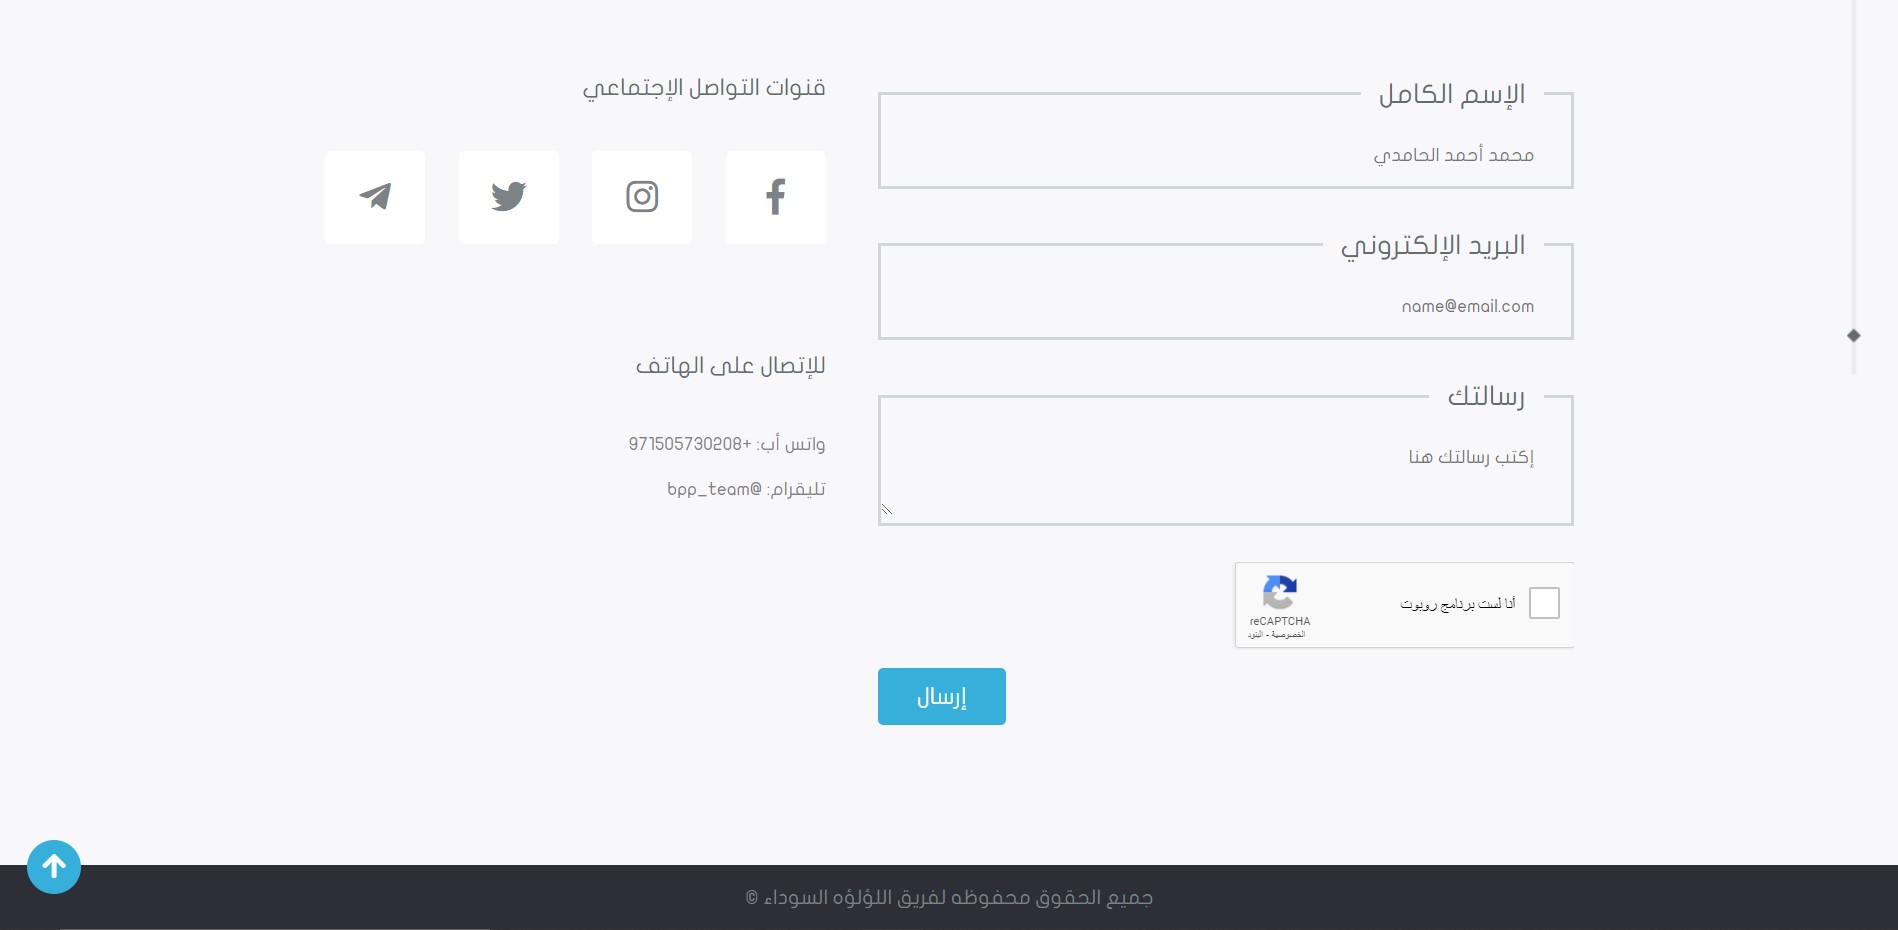 الإسم الكامل
محمد أحمد الحامدي
البريد الإلكتروني
name@email.com
رسالتك
إكتب رسالتك هنا
أنا لست برنامج روبوت
reCAPTCHA
الخصوصية - البنود
إرسال
قنوات التواصل الإجتماعي
للإتصال على الهاتف
واتس أب: +971505730208
تليقرام: @bpp_team
جميع الحقوق محفوظه لفريق اللؤلؤه السوداء ©